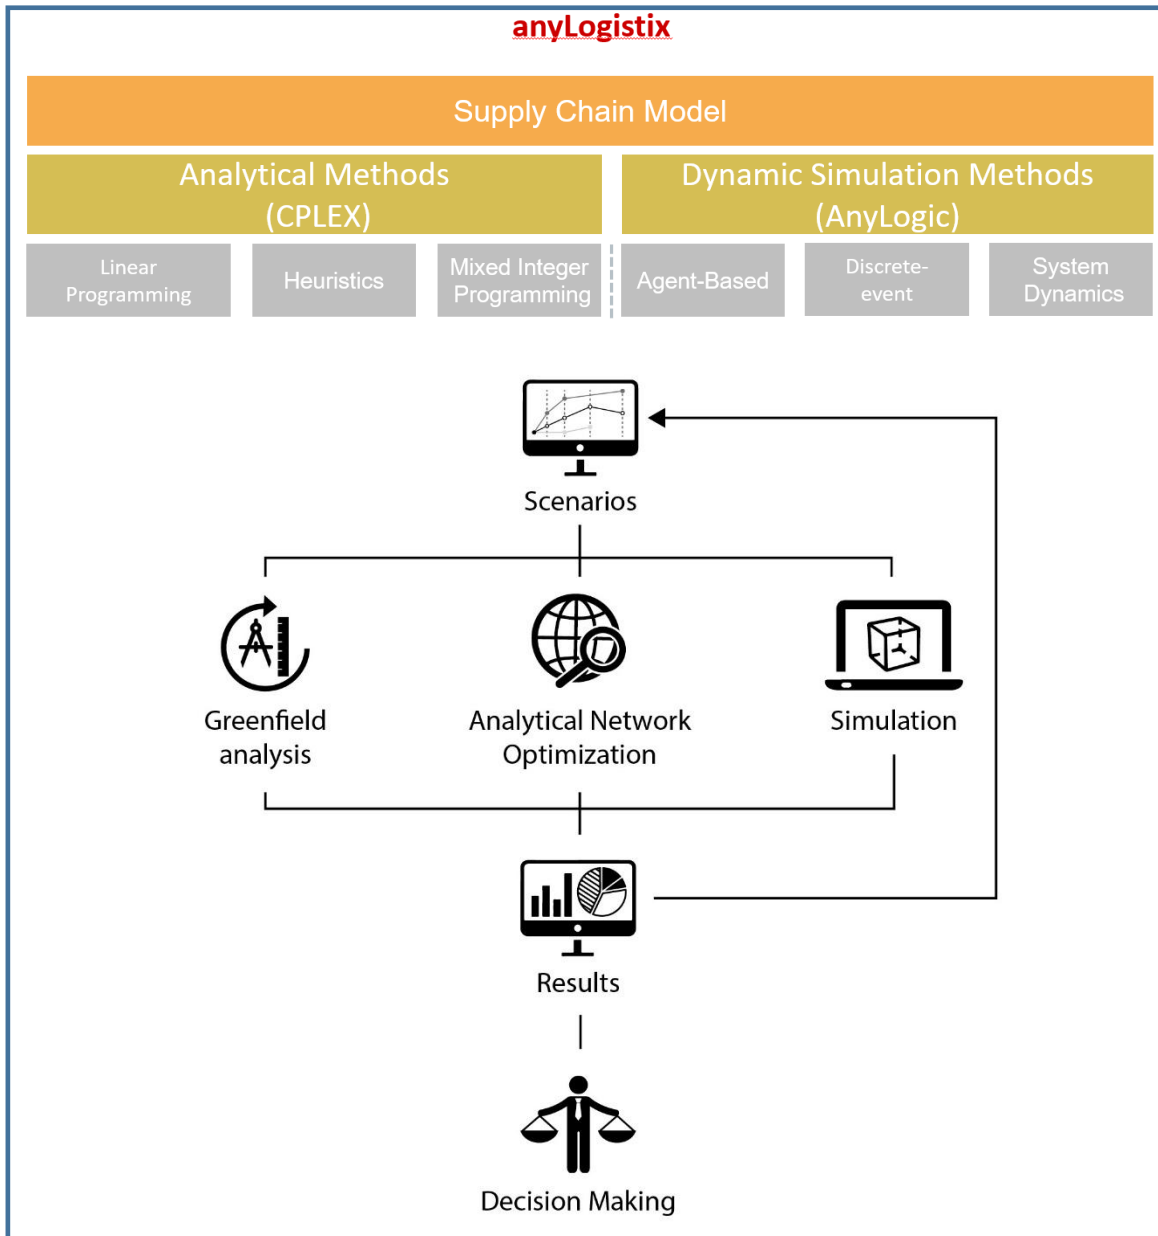 anyLogistix
Supply Chain Model
Analytical Methods
(CPLEX)
Dynamic Simulation Methods
(AnyLogic)
Linear
Programming
Heuristics
Mixed Integer
Programming
Agent-Based
Discrete-
event
System
Dynamics
Scenarios
Greenfield
analysis
Analytical Network
Optimization
Simulation
Results
Decision Making